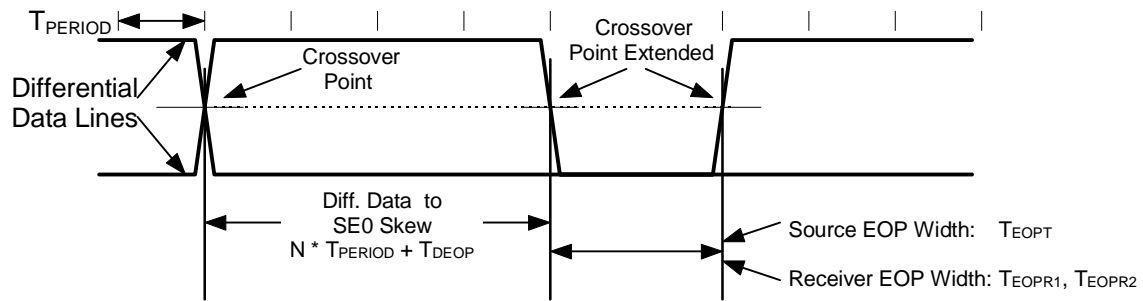 TPERIOD
Differential
Data Lines
Crossover
Point
Crossover
Point Extended
Diff. Data to
SE0 Skew
N * TPERIOD + TDEOP
Source EOP Width: TEOPT
Receiver EOP Width: TEOPR1, TEOPR2